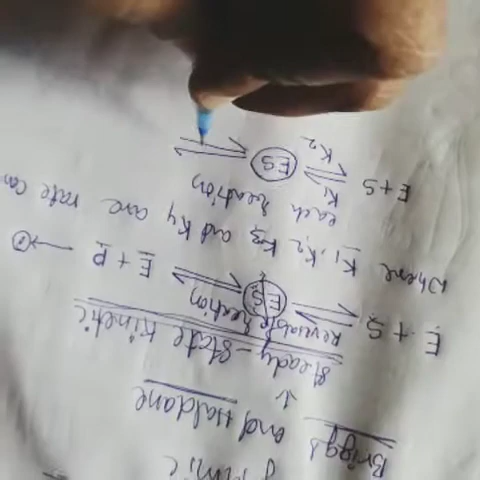 Briggs and Haldane
↓
Steady-State Kinetic
Reversible Reaction
E + S ⇌ ES ⇌ E + P
where K1, K2 K3 and K4 are rate con
each reaction
E+S ⇌ ES ⇌
K1
K2